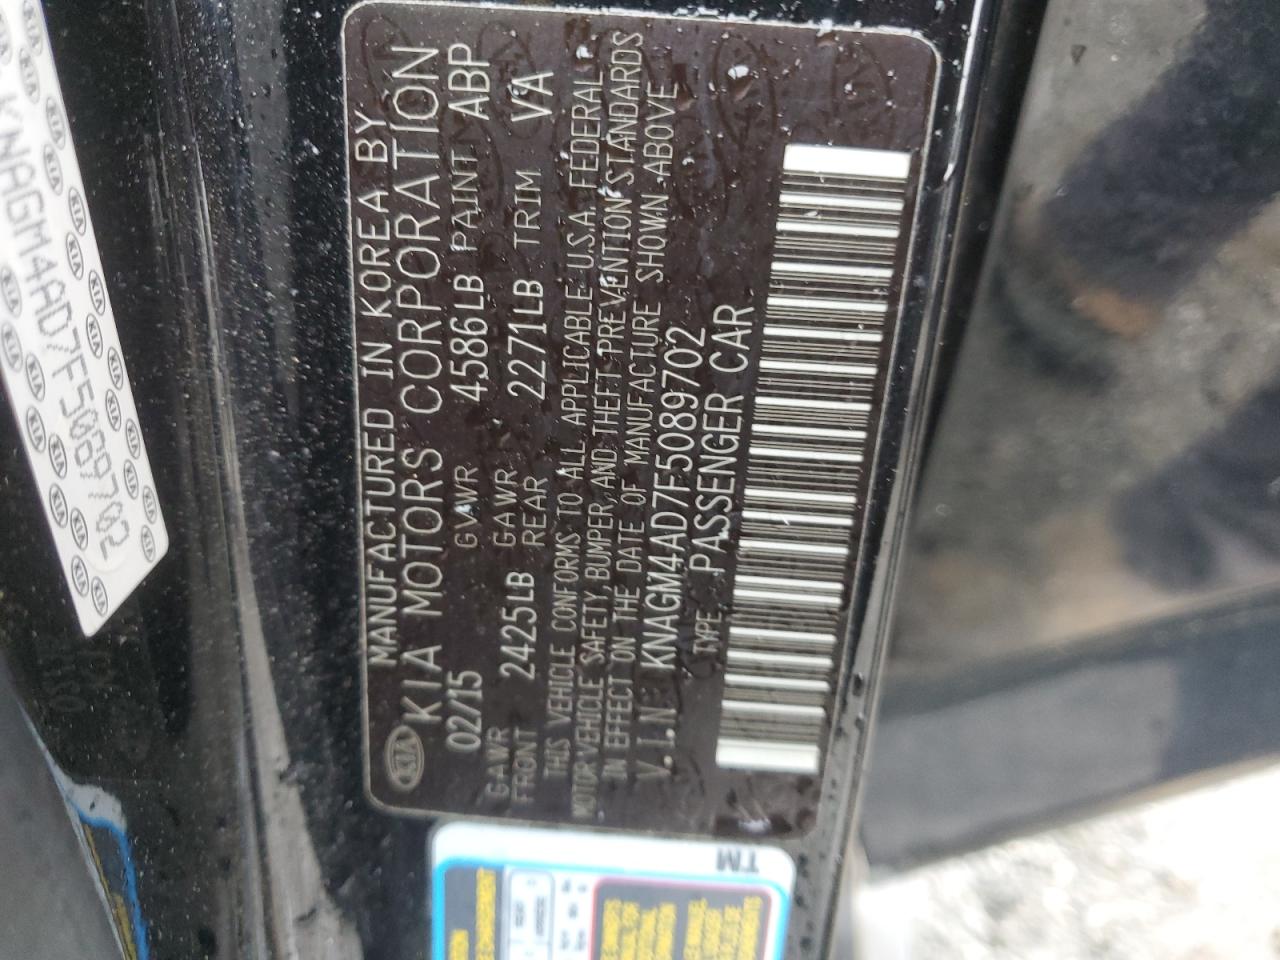 KNAGM4AD7F5089702
MANUFACTURED IN KOREA BY
KIA KIA MOTORS CORPORATION
02/15 GVWR 4586LB PAINT ABP
GAWR FRONT 2425LB GAWR REAR 2271LB TRIM VA
THIS VEHICLE CONFORMS TO ALL APPLICABLE U.S.A. FEDERAL
MOTOR VEHICLE SAFETY, BUMPER, AND THEFT PREVENTION STANDARDS
IN EFFECT ON THE DATE OF MANUFACTURE SHOWN ABOVE
V.I.N: KNAGM4AD7F5089702
TYPE: PASSENGER CAR
TM